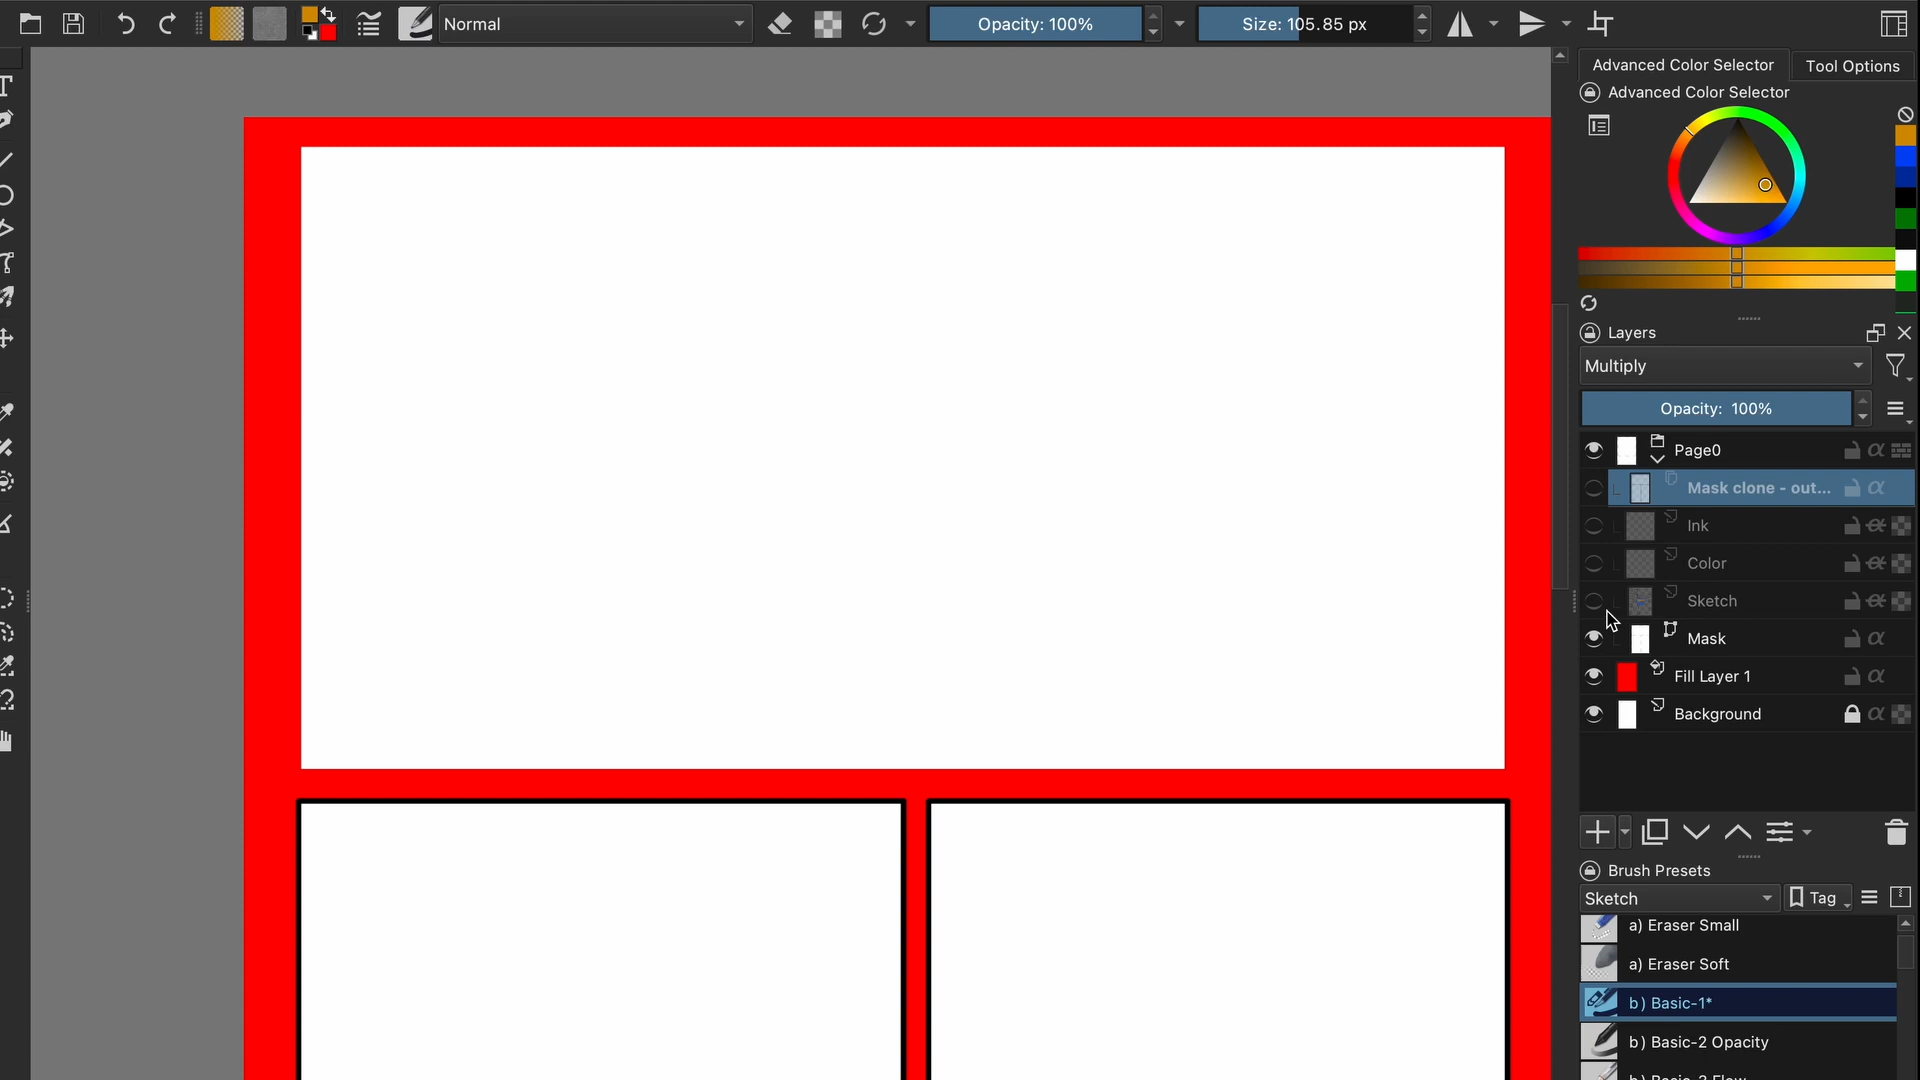 Normal
Opacity: 100%
Size: 105.85 px
Advanced Color Selector
Tool Options
Advanced Color Selector
Layers
Multiply
Opacity: 100%
Page0
Mask clone - out...
Ink
Color
Sketch
Mask
Fill Layer 1
Background
Brush Presets
Sketch
Tag
a) Eraser Small
a) Eraser Soft
b) Basic-1*
b) Basic-2 Opacity